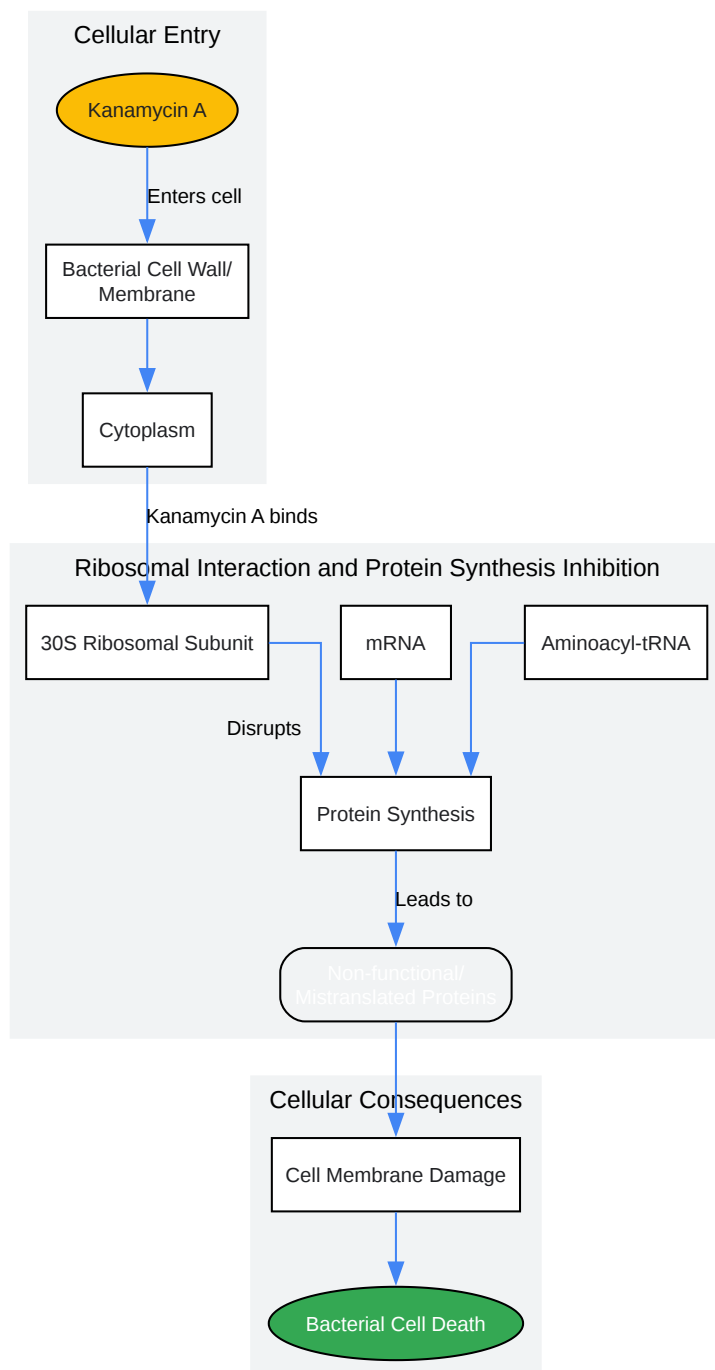 Cellular Entry
Kanamycin A
Enters cell
Bacterial Cell Wall/
Membrane
Cytoplasm
Kanamycin A binds
Ribosomal Interaction and Protein Synthesis Inhibition
30S Ribosomal Subunit
mRNA
Aminoacyl-tRNA
Disrupts
Protein Synthesis
Leads to
Non-functional/
Mistranslated Proteins
Cellular Consequences
Cell Membrane Damage
Bacterial Cell Death